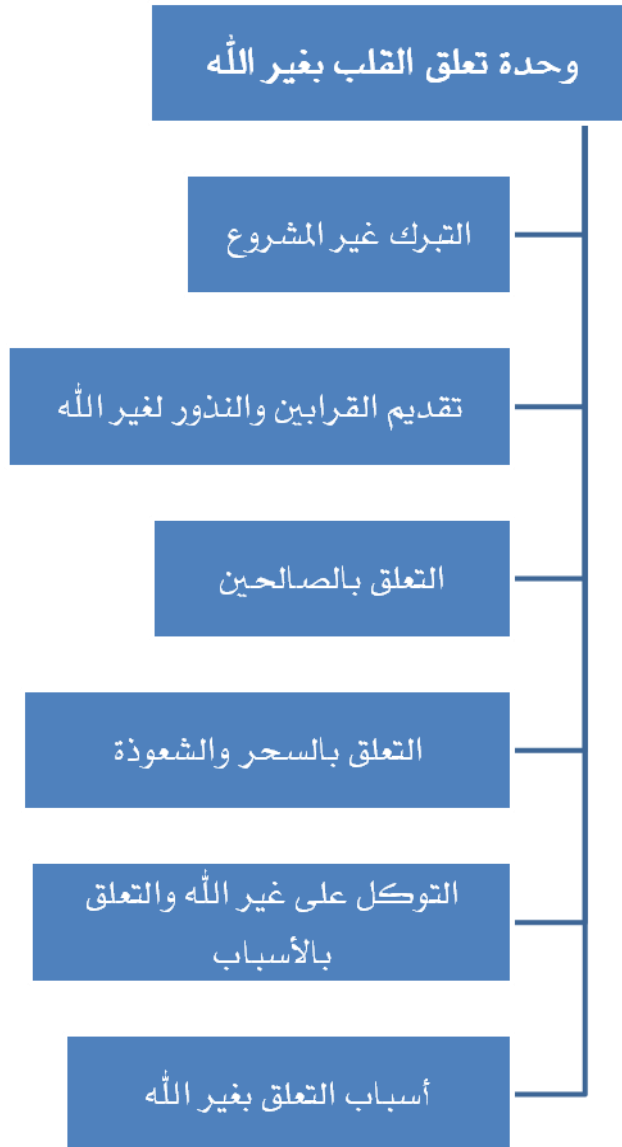 وحدة تعلق القلب بغير الله
التبرك غير المشروع
تقديم القرابين والنذور لغير الله
التعلق بالصالحين
التعلق بالسحر والشعوذة
التوكل على غير الله والتعلق
بالأسباب
أسباب التعلق بغير الله